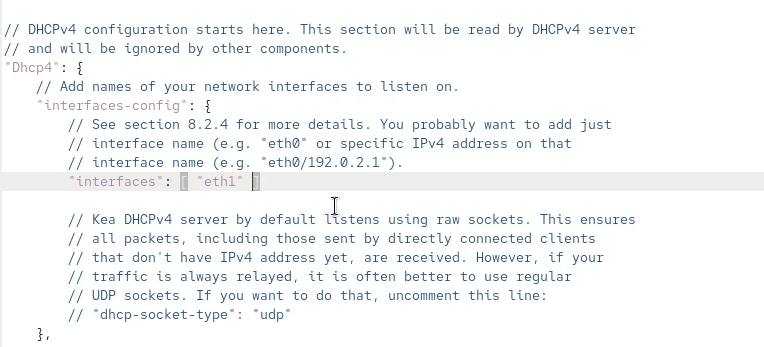 // DHCPv4 configuration starts here. This section will be read by DHCPv4 server
// and will be ignored by other components.
"Dhcp4": {
// Add names of your network interfaces to listen on.
"interfaces-config": {
// See section 8.2.4 for more details. You probably want to add just
// interface name (e.g. "eth0" or specific IPv4 address on that
// interface name (e.g. "eth0/192.0.2.1").
"interfaces": [ "eth1" ]
// Kea DHCPv4 server by default listens using raw sockets. This ensures
// all packets, including those sent by directly connected clients
// that don't have IPv4 address yet, are received. However, if your
// traffic is always relayed, it is often better to use regular
// UDP sockets. If you want to do that, uncomment this line:
// "dhcp-socket-type": "udp"
},